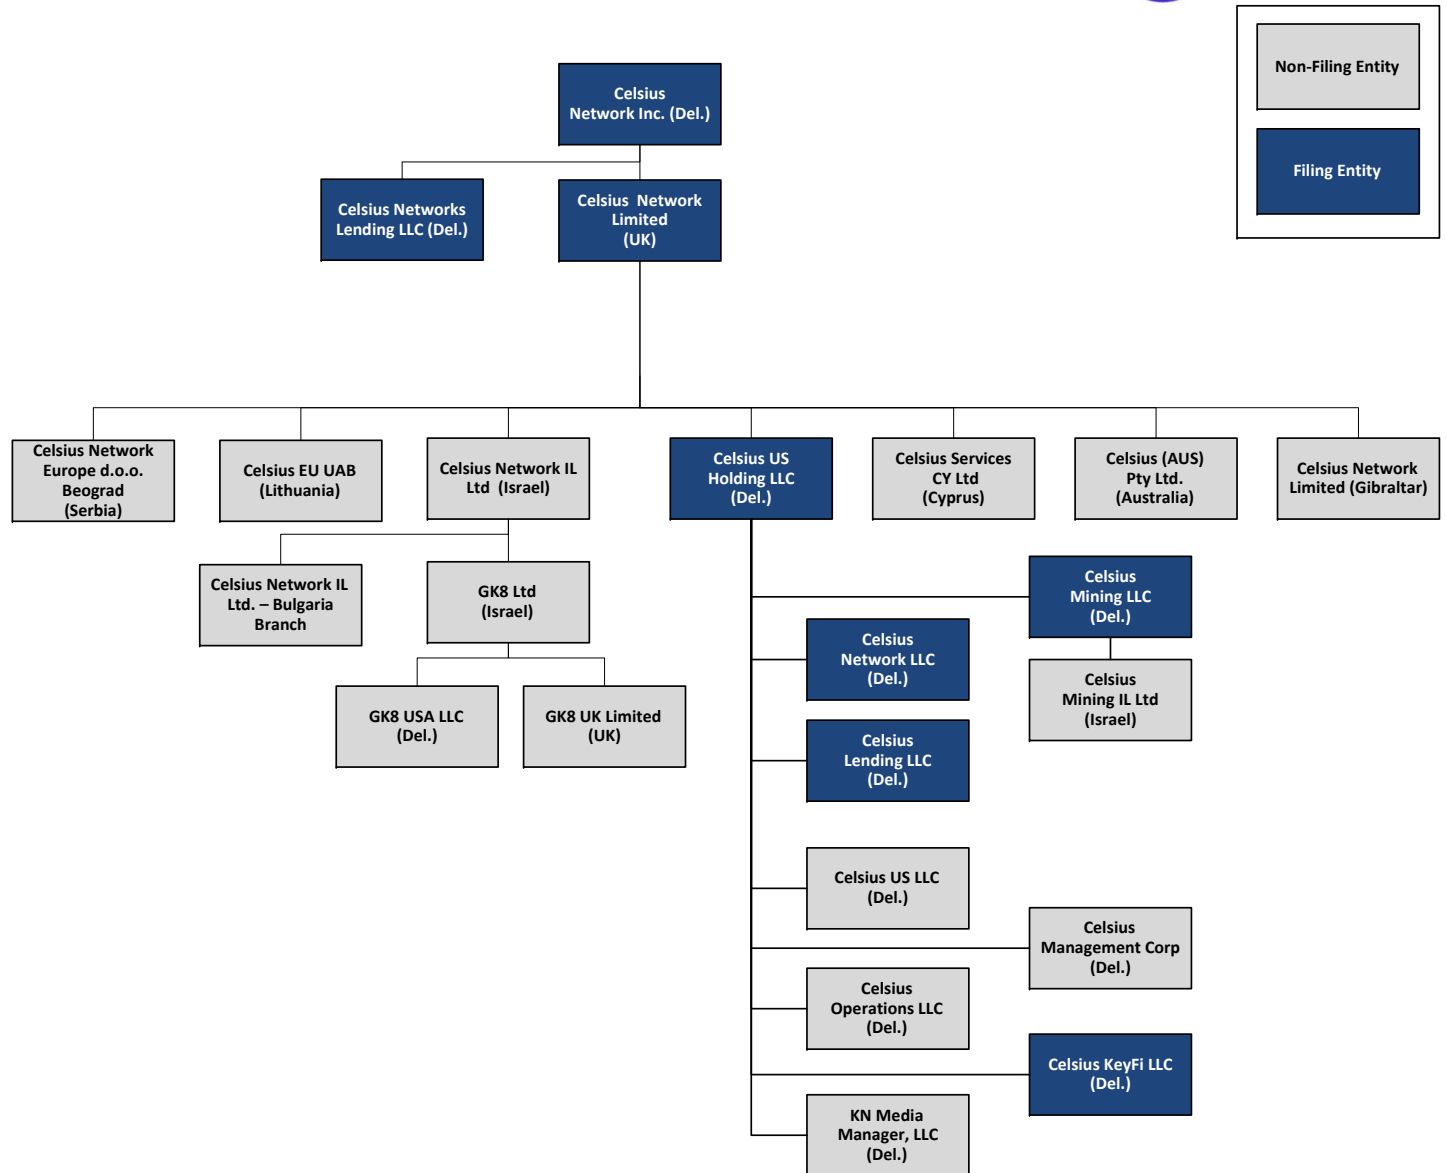 Non-Filing Entity
Filing Entity
Celsius
Network Inc. (Del.)
Celsius Networks
Lending LLC (Del.)
Celsius Network
Limited
(UK)
Celsius Network
Europe d.o.o.
Beograd
(Serbia)
Celsius EU UAB
(Lithuania)
Celsius Network IL
Ltd (Israel)
Celsius US
Holding LLC
(Del.)
Celsius Services
CY Ltd
(Cyprus)
Celsius (AUS)
Pty Ltd.
(Australia)
Celsius Network
Limited (Gibraltar)
Celsius Network IL
Ltd. – Bulgaria
Branch
GK8 Ltd
(Israel)
GK8 USA LLC
(Del.)
GK8 UK Limited
(UK)
Celsius
Mining LLC
(Del.)
Celsius
Network LLC
(Del.)
Celsius
Mining IL Ltd
(Israel)
Celsius
Lending LLC
(Del.)
Celsius US LLC
(Del.)
Celsius
Management Corp
(Del.)
Celsius
Operations LLC
(Del.)
Celsius KeyFi LLC
(Del.)
KN Media
Manager, LLC
(Del.)